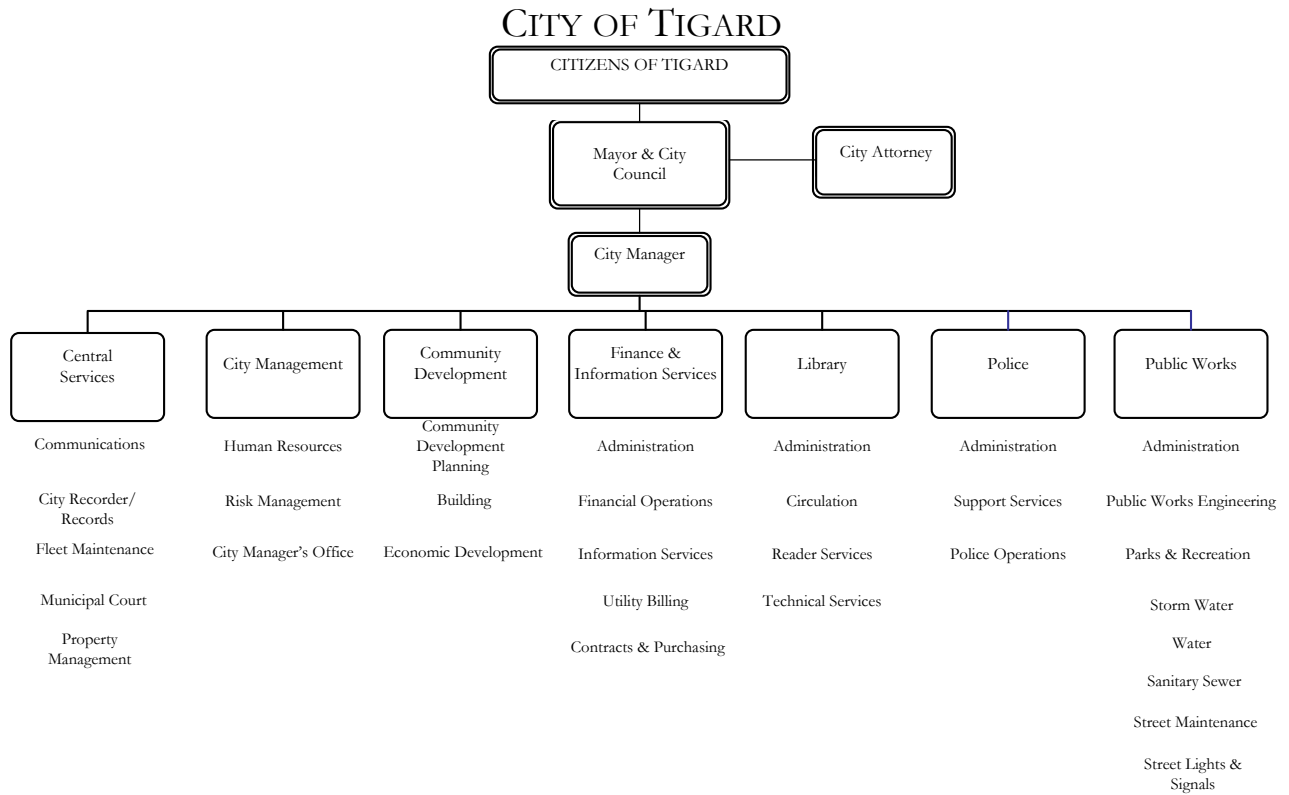 CITY OF TIGARD
CITIZENS OF TIGARD
Mayor & City
Council
City Attorney
City Manager
Central
Services
Communications
City Recorder/
Records
Fleet Maintenance
Municipal Court
Property
Management
City Management
Human Resources
Risk Management
City Manager’s Office
Community
Development
Community
Development
Planning
Building
Economic Development
Finance &
Information Services
Administration
Financial Operations
Information Services
Utility Billing
Contracts & Purchasing
Library
Administration
Circulation
Reader Services
Technical Services
Police
Administration
Support Services
Police Operations
Public Works
Administration
Public Works Engineering
Parks & Recreation
Storm Water
Water
Sanitary Sewer
Street Maintenance
Street Lights &
Signals